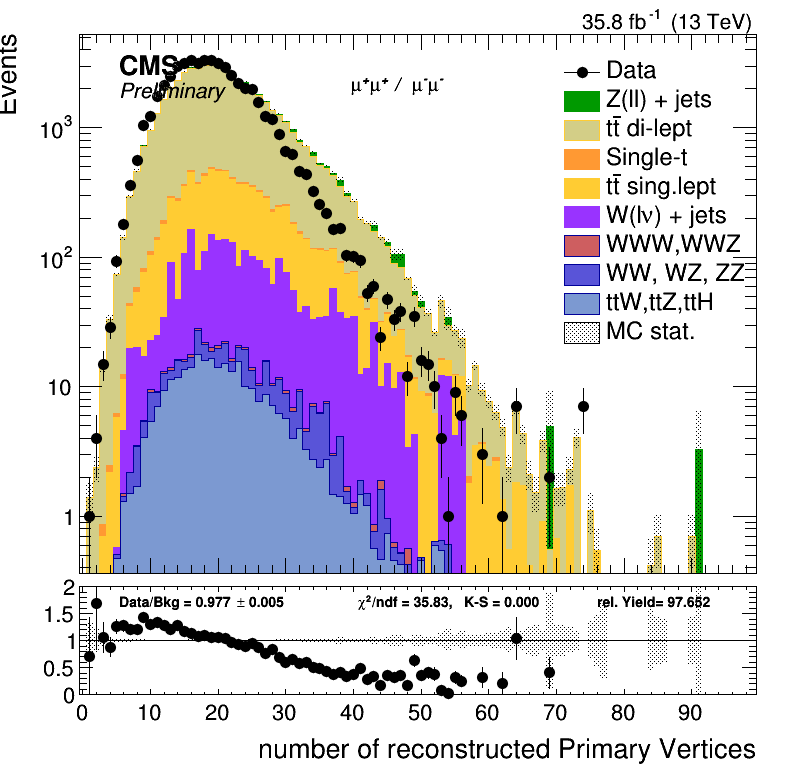 35.8 fb⁻¹ (13 TeV)
Events
CMS
Preliminary
μ⁺μ⁺ / μ⁻μ⁻
Data
Z(ll) + jets
tt̄ di-lept
Single-t
tt̄ sing.lept
W(lν) + jets
WWW,WWZ
WW, WZ, ZZ
ttW,ttZ,ttH
MC stat.
10³
10²
10
1
Data/Bkg = 0.977 ± 0.005
χ²/ndf = 35.83, K-S = 0.000
rel. Yield= 97.652
2
1.5
1
0.5
0
0 10 20 30 40 50 60 70 80 90
number of reconstructed Primary Vertices